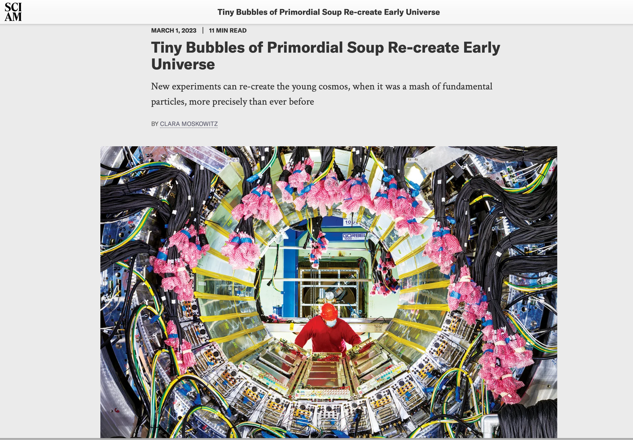 SCI
AM
Tiny Bubbles of Primordial Soup Re-create Early Universe
MARCH 1, 2023 | 11 MIN READ
Tiny Bubbles of Primordial Soup Re-create Early
Universe
New experiments can re-create the young cosmos, when it was a mash of fundamental
particles, more precisely than ever before
BY CLARA MOSKOWITZ